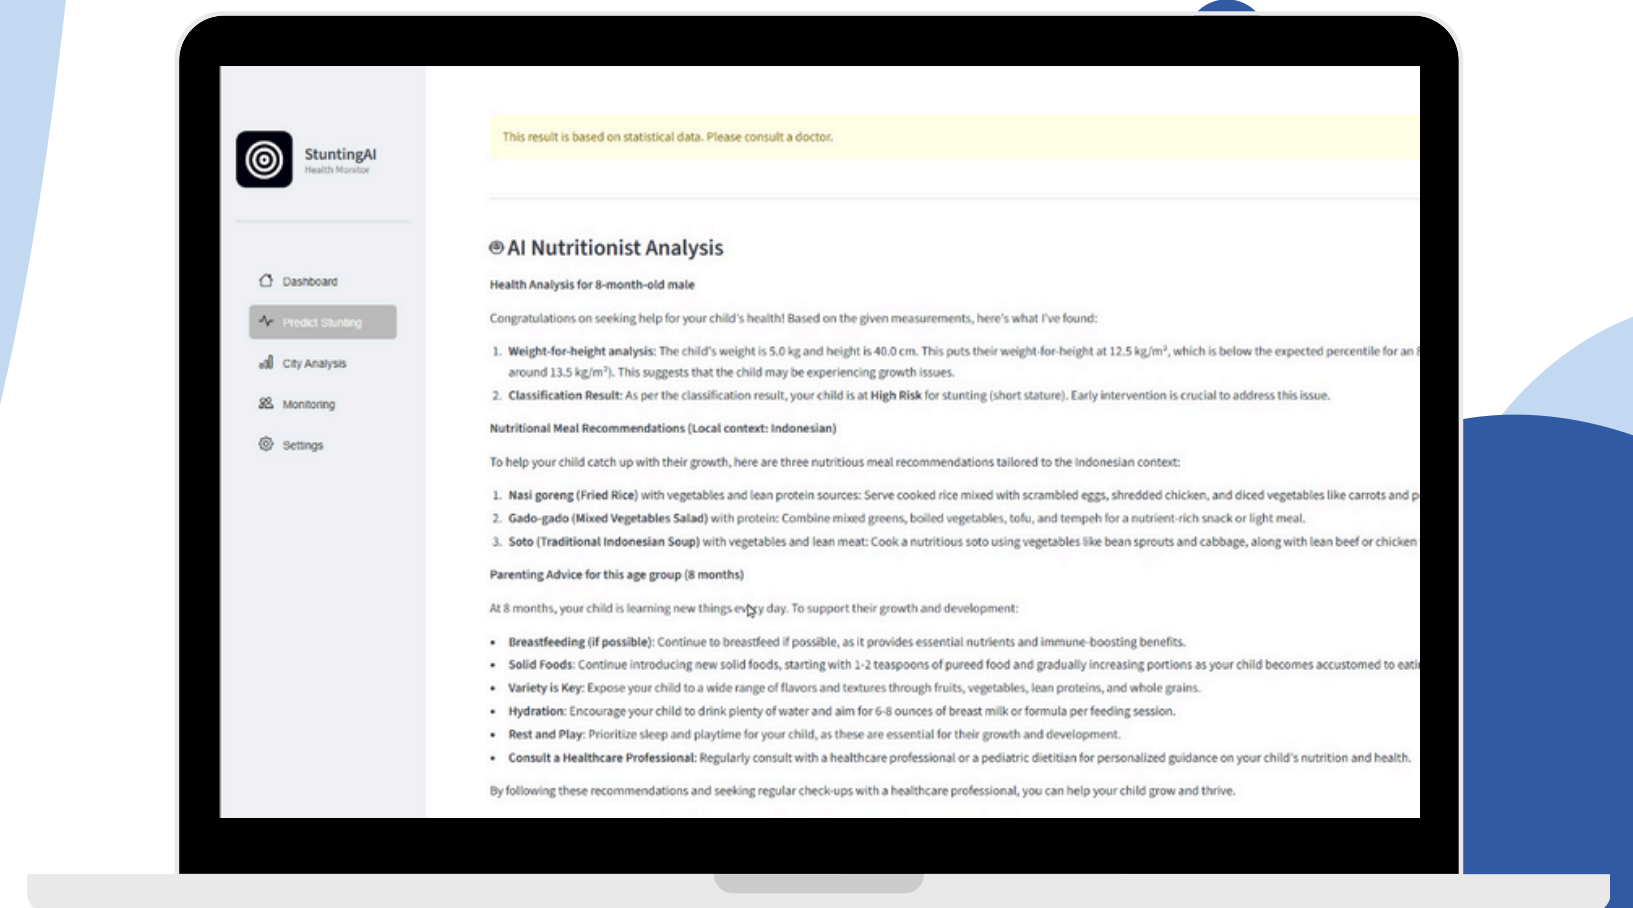 StuntingAI
Health Monitor
Dashboard
Predict Stunting
City Analysis
Monitoring
Settings
This result is based on statistical data. Please consult a doctor.
AI Nutritionist Analysis
Health Analysis for 8-month-old male
Congratulations on seeking help for your child's health! Based on the given measurements, here's what I've found:
1. Weight-for-height analysis: The child's weight is 5.0 kg and height is 40.0 cm. This puts their weight-for-height at 12.5 kg/m², which is below the expected percentile for an
around 13.5 kg/m²). This suggests that the child may be experiencing growth issues.
2. Classification Result: As per the classification result, your child is at High Risk for stunting (short stature). Early intervention is crucial to address this issue.
Nutritional Meal Recommendations (Local context: Indonesian)
To help your child catch up with their growth, here are three nutritious meal recommendations tailored to the Indonesian context:
1. Nasi goreng (Fried Rice) with vegetables and lean protein sources: Serve cooked rice mixed with scrambled eggs, shredded chicken, and diced vegetables like carrots and
2. Gado-gado (Mixed Vegetables Salad) with protein: Combine mixed greens, boiled vegetables, tofu, and tempeh for a nutrient-rich snack or light meal.
3. Soto (Traditional Indonesian Soup) with vegetables and lean meat: Cook a nutritious soto using vegetables like bean sprouts and cabbage, along with lean beef or chicken
Parenting Advice for this age group (8 months)
At 8 months, your child is learning new things every day. To support their growth and development:
• Breastfeeding (if possible): Continue to breastfeed if possible, as it provides essential nutrients and immune-boosting benefits.
• Solid Foods: Continue introducing new solid foods, starting with 1-2 teaspoons of pureed food and gradually increasing portions as your child becomes accustomed to
• Variety is Key: Expose your child to a wide range of flavors and textures through fruits, vegetables, lean proteins, and whole grains.
• Hydration: Encourage your child to drink plenty of water and aim for 6-8 ounces of breast milk or formula per feeding session.
• Rest and Play: Prioritize sleep and playtime for your child, as these are essential for their growth and development.
• Consult a Healthcare Professional: Regularly consult with a healthcare professional or a pediatric dietitian for personalized guidance on your child's nutrition and health.
By following these recommendations and seeking regular check-ups with a healthcare professional, you can help your child grow and thrive.